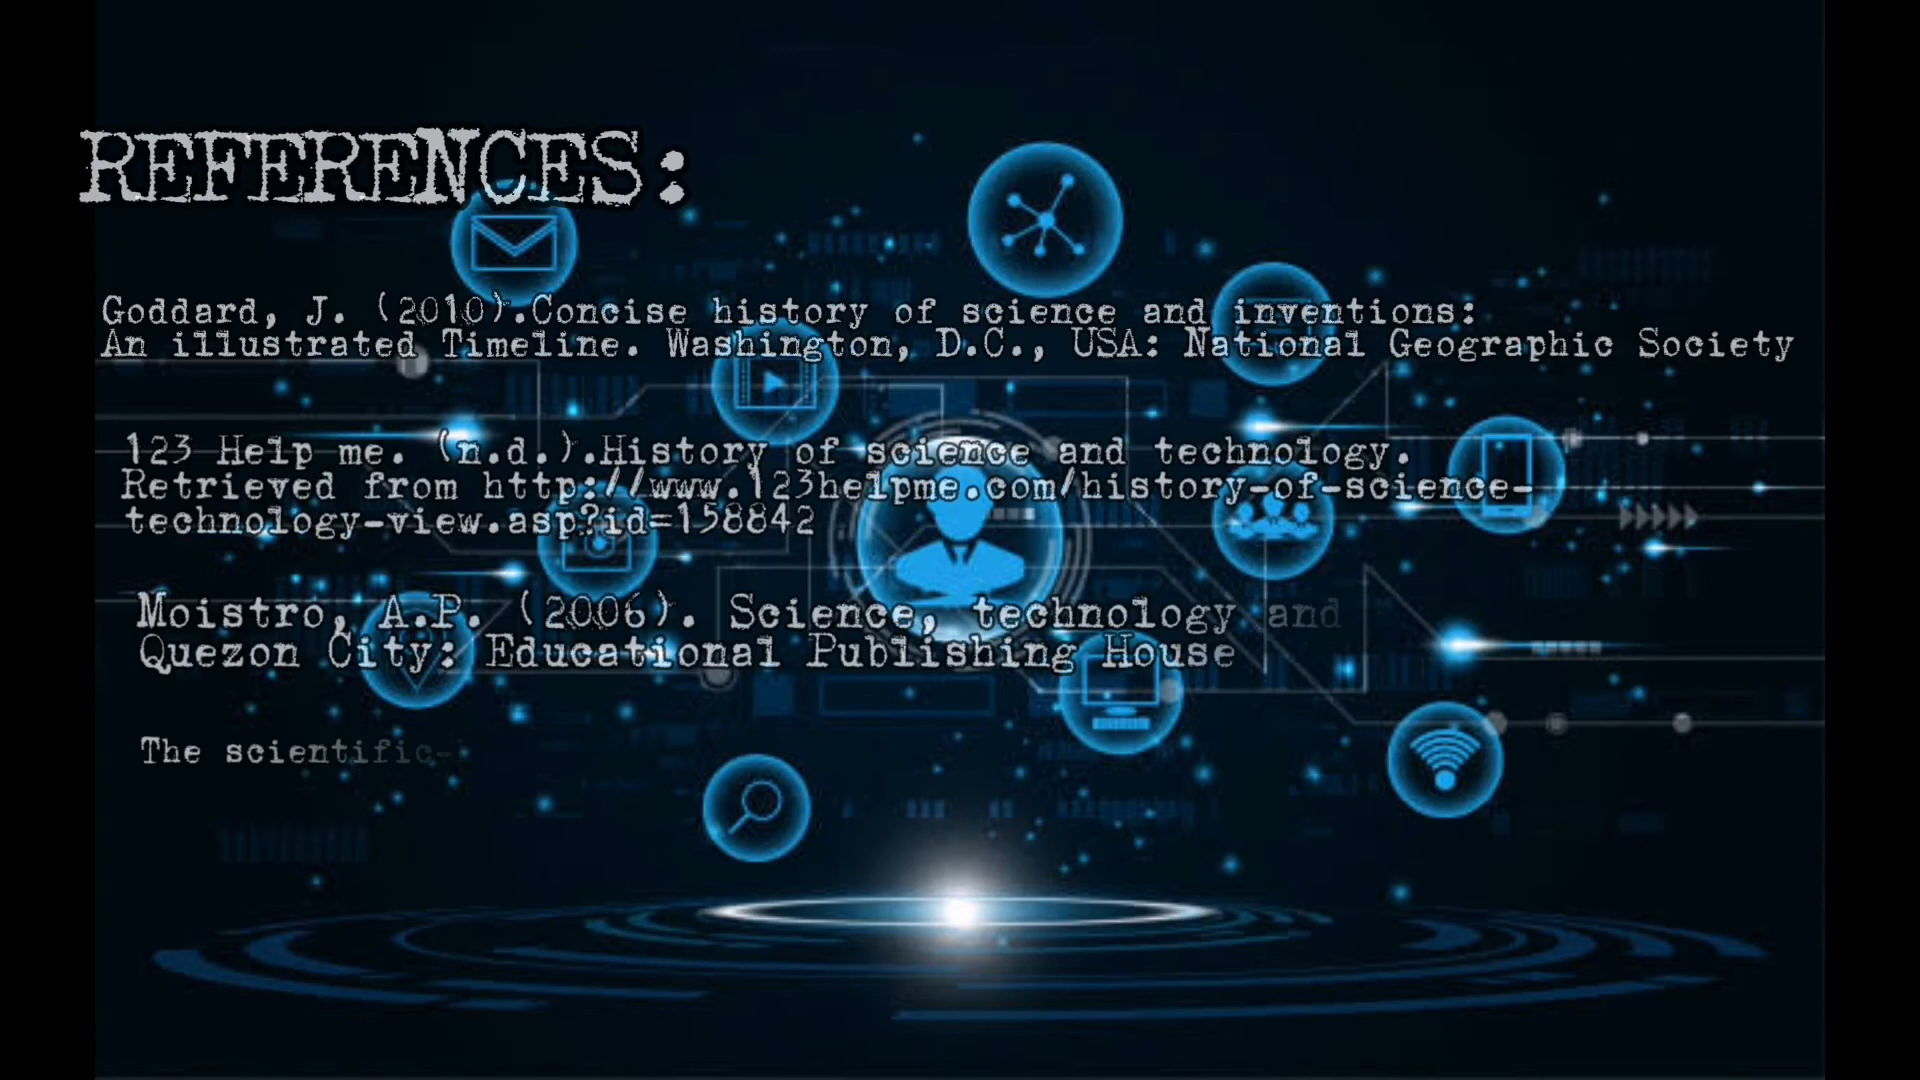 REFERENCES:
Goddard, J. (2010).Concise history of science and inventions:
An illustrated Timeline. Washington, D.C., USA: National Geographic Society
123 Help me. (n.d.).History of science and technology.
Retrieved from http://www.123helpme.com/history-of-science-
technology-view.asp?id=158842
Moistro, A.P. (2006). Science, technology and
Quezon City: Educational Publishing House
The scientific-